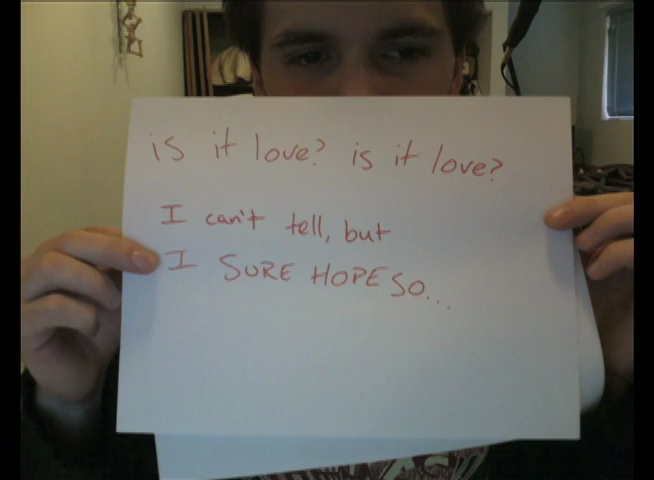 is it love? is it love?
I can't tell, but
I SURE HOPE SO...